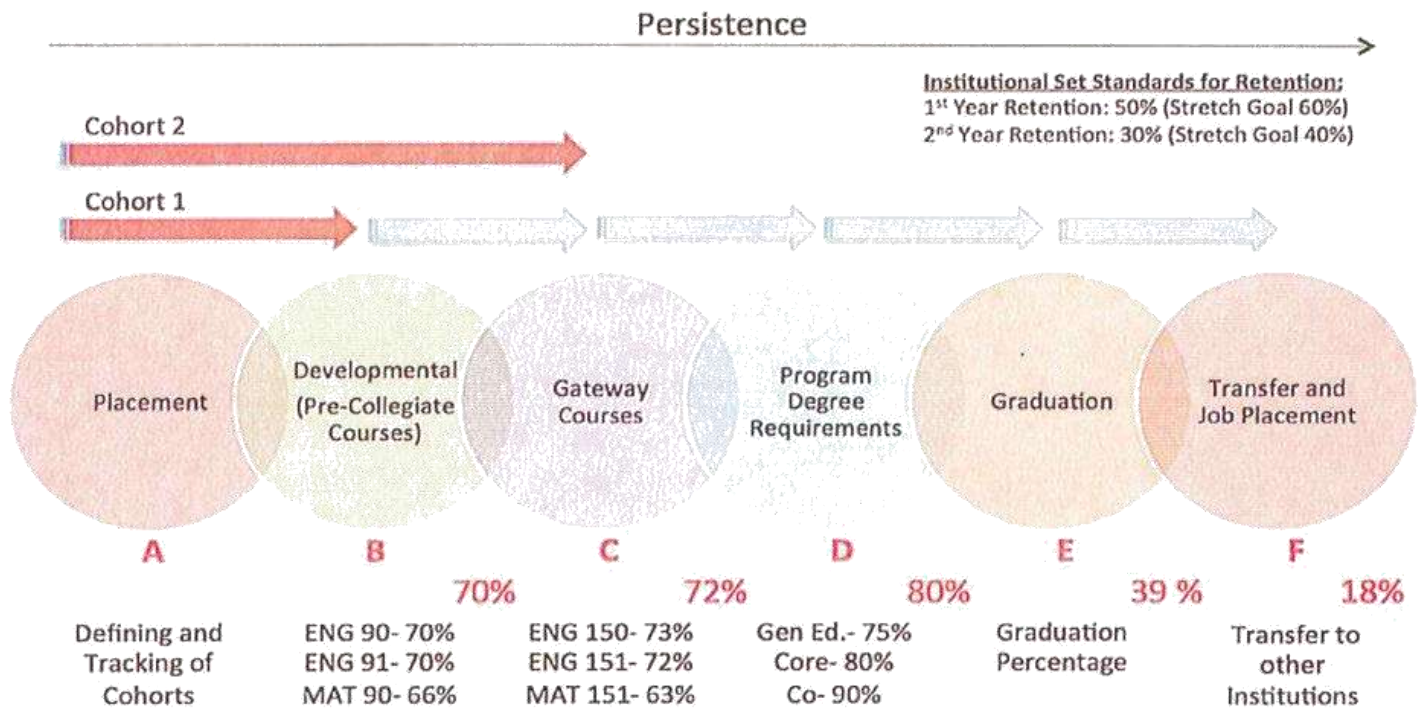 Persistence
Institutional Set Standards for Retention:
1st Year Retention: 50% (Stretch Goal 60%)
2nd Year Retention: 30% (Stretch Goal 40%)
Cohort 2
Cohort 1
Placement
Developmental
(Pre-Collegiate
Courses)
Gateway
Courses
Program
Degree
Requirements
Graduation
Transfer and
Job Placement
A
B
C
D
E
F
70%
72%
80%
39 %
18%
Defining and
Tracking of
Cohorts
ENG 90- 70%
ENG 91- 70%
MAT 90- 66%
ENG 150- 73%
ENG 151- 72%
MAT 151- 63%
Gen Ed.- 75%
Core- 80%
Co- 90%
Graduation
Percentage
Transfer to
other
Institutions